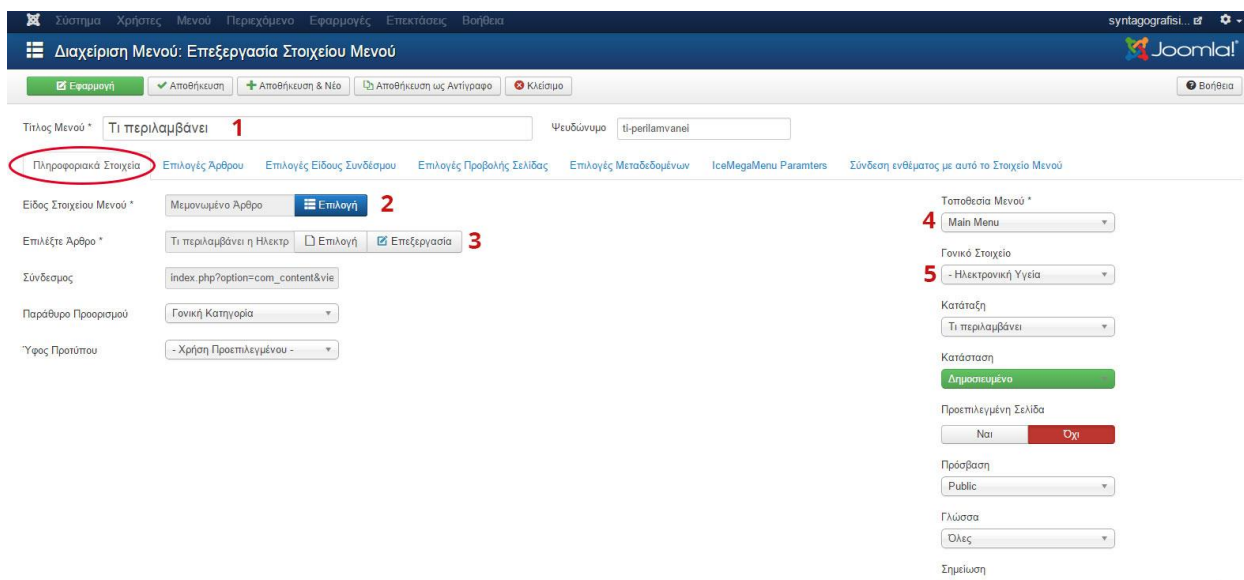 Σύστημα Χρήστες Μενού Περιεχόμενο Εφαρμογές Επεκτάσεις Βοήθεια syntagografisi...
Διαχείριση Μενού: Επεξεργασία Στοιχείου Μενού Joomla!
Εφαρμογή Αποθήκευση Αποθήκευση & Νέο Αποθήκευση ως Αντίγραφο Κλείσιμο Βοήθεια
Τίτλος Μενού * Τι περιλαμβάνει 1 Ψευδώνυμο ti-perilamvanei
Πληροφοριακά Στοιχεία Επιλογές Άρθρου Επιλογές Είδους Συνδέσμου Επιλογές Προβολής Σελίδας Επιλογές Μεταδεδομένων IceMegaMenu Paramters Σύνδεση ενθέματος με αυτό το Στοιχείο Μενού
Είδος Στοιχείου Μενού * Μεμονωμένο Άρθρο Επιλογή 2
Επιλέξτε Άρθρο * Τι περιλαμβάνει η Ηλεκτρ Επιλογή Επεξεργασία 3
Σύνδεσμος index.php?option=com_content&vie
Παράθυρο Προορισμού Γονική Κατηγορία
Ύφος Προτύπου - Χρήση Προεπιλεγμένου -
Τοποθεσία Μενού *
4 Main Menu
Γονικό Στοιχείο
5 - Ηλεκτρονική Υγεία
Κατάταξη
Τι περιλαμβάνει
Κατάσταση
Δημοσιευμένο
Προεπιλεγμένη Σελίδα
Ναι Όχι
Πρόσβαση
Public
Γλώσσα
Όλες
Σημείωση